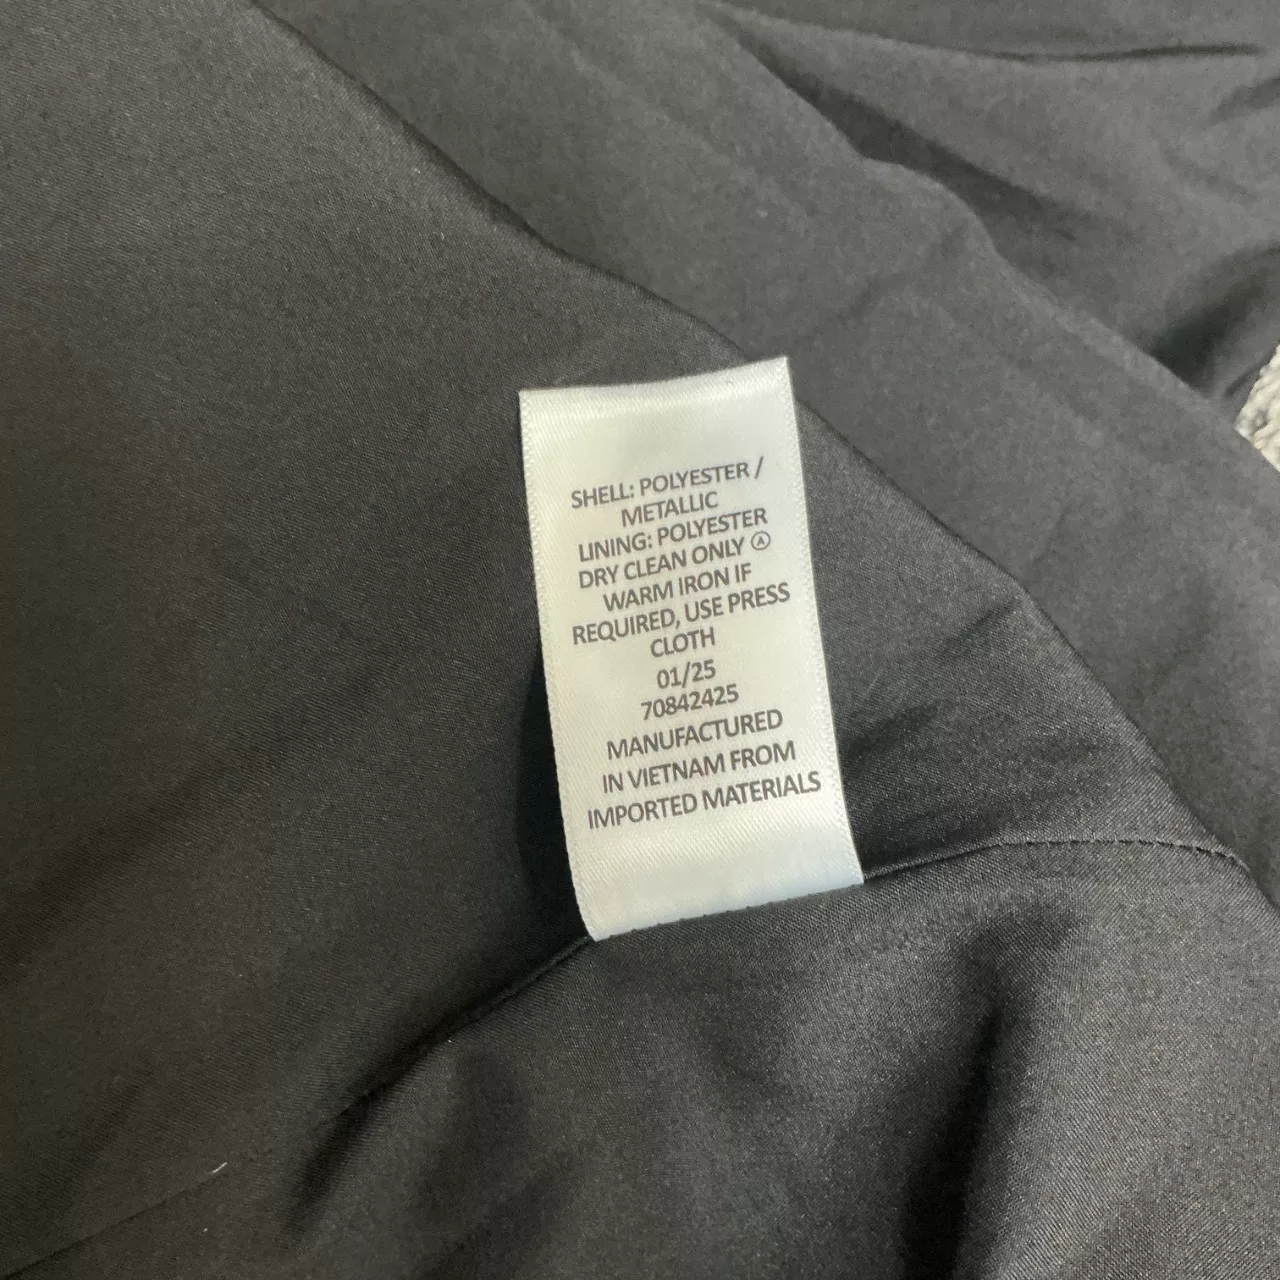 SHELL: POLYESTER /
METALLIC
LINING: POLYESTER
DRY CLEAN ONLY Ⓐ
WARM IRON IF
REQUIRED, USE PRESS
CLOTH
01/25
70842425
MANUFACTURED
IN VIETNAM FROM
IMPORTED MATERIALS